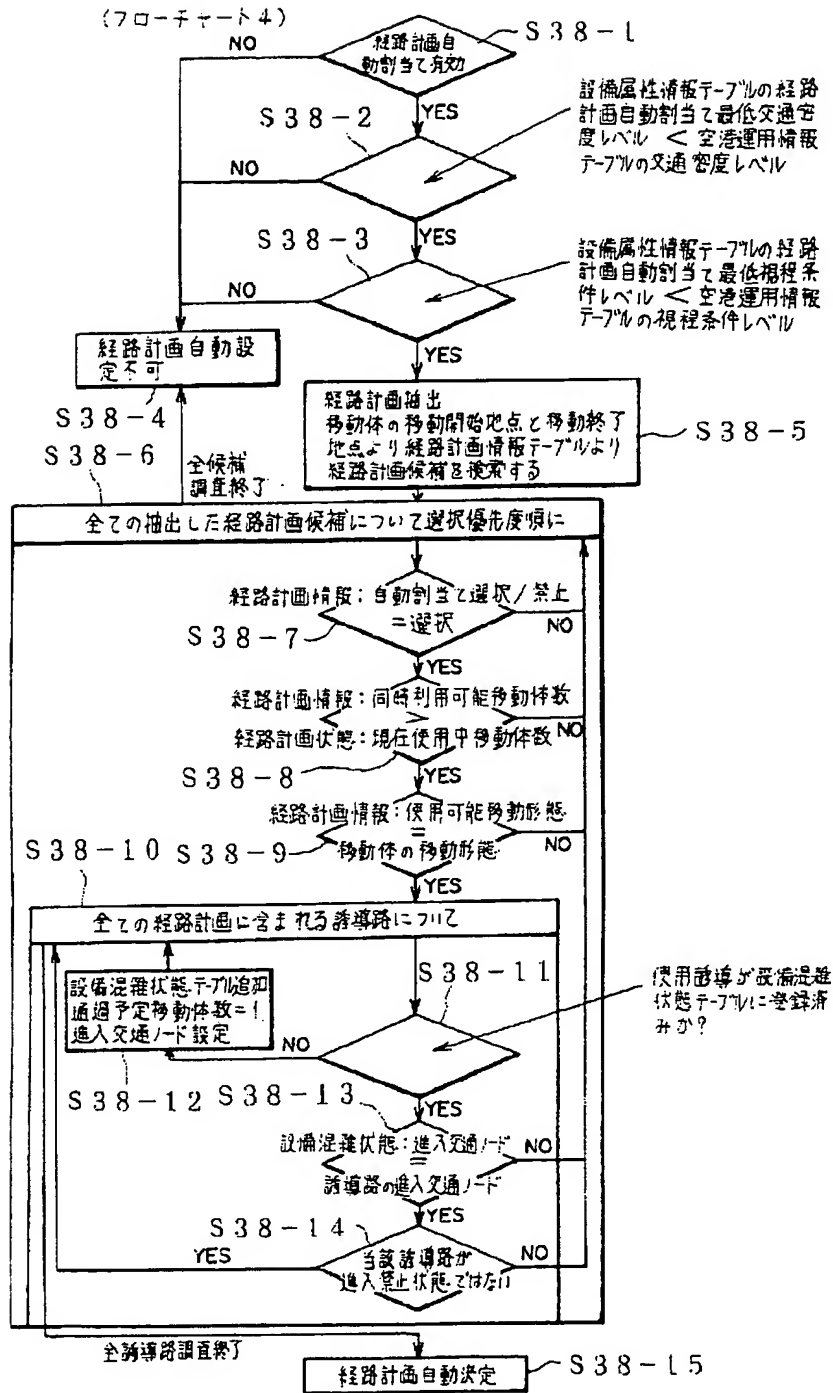 (フローチャート4)
NO
経路計画自
動割当て有効
S38-1
YES
設備属性情報テーブルの経路
計画自動割当て最低交通密
度レベル < 空港運用情報
テーブルの交通密度レベル
S38-2
NO
YES
設備属性情報テーブルの経路
計画自動割当て最低視程条
件レベル < 空港運用情報
テーブルの視程条件レベル
S38-3
NO
YES
経路計画自動設
定不可
S38-4
経路計画抽出
移動体の移動開始地点と移動終了
地点より経路計画情報テーブルより
経路計画候補を検索する
S38-5
S38-6
全候補
調査終了
全ての抽出した経路計画候補について選択優先度順に
経路計画情報:自動割当て選択/禁止
=選択
NO
S38-7
YES
経路計画情報:同時利用可能移動体数
>
NO
経路計画状態:現在使用中移動体数
S38-8
YES
経路計画情報:使用可能移動形態
=
NO
移動体の移動形態
S38-10
S38-9
YES
全ての経路計画に含まれる誘導路について
設備混雑状態テーブル追加
通過予定移動体数=1
進入交通ノード設定
S38-11
使用誘導が設備混雑
状態テーブルに登録済
みか?
NO
S38-12
S38-13
YES
設備混雑状態:進入交通ノード
NO
=
誘導路の進入交通ノード
S38-14
YES
YES
当該誘導路が
進入禁止状態ではない
NO
全誘導路調査終了
経路計画自動決定
S38-15